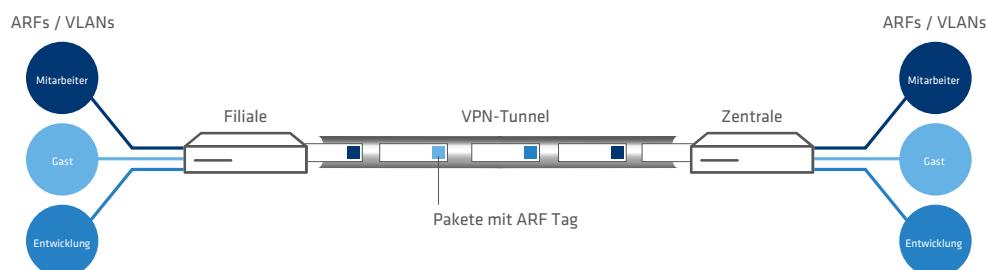 ARFs / VLANs
ARFs / VLANs
Mitarbeiter
Mitarbeiter
Filiale
VPN-Tunnel
Zentrale
Gast
Gast
Pakete mit ARF Tag
Entwicklung
Entwicklung